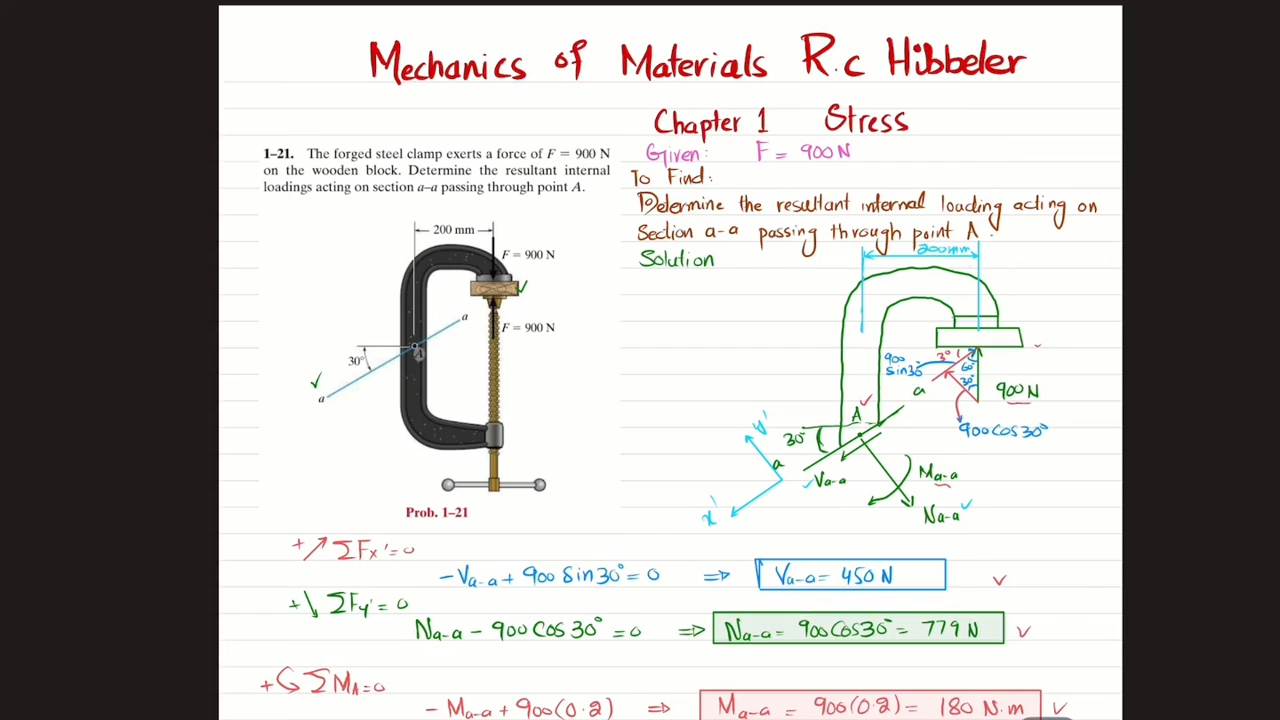 Mechanics of Materials R.C Hibbeler
Chapter 1 Stress
1–21. The forged steel clamp exerts a force of F = 900 N
on the wooden block. Determine the resultant internal
loadings acting on section a–a passing through point A.
Given: F = 900 N
To Find:
Determine the resultant internal loading acting on
Section a-a passing through point A.
Solution
200 mm
F = 900 N
a
F = 900 N
A
30°
a
Prob. 1–21
200mm
900 sin30°
30°
60°
30°
900 N
900 Cos 30°
a
A
30°
a
y'
x'
Va-a
Ma-a
Na-a
+↗ ΣFx' = 0
-Va-a + 900 Sin 30° = 0 ⇒ Va-a = 450 N
+↘ ΣFy' = 0
Na-a - 900 Cos 30° = 0 ⇒ Na-a = 900 Cos30° = 779 N
+↺ ΣMA = 0
- Ma-a + 900 (0.2) ⇒ Ma-a = 900 (0.2) = 180 N.m